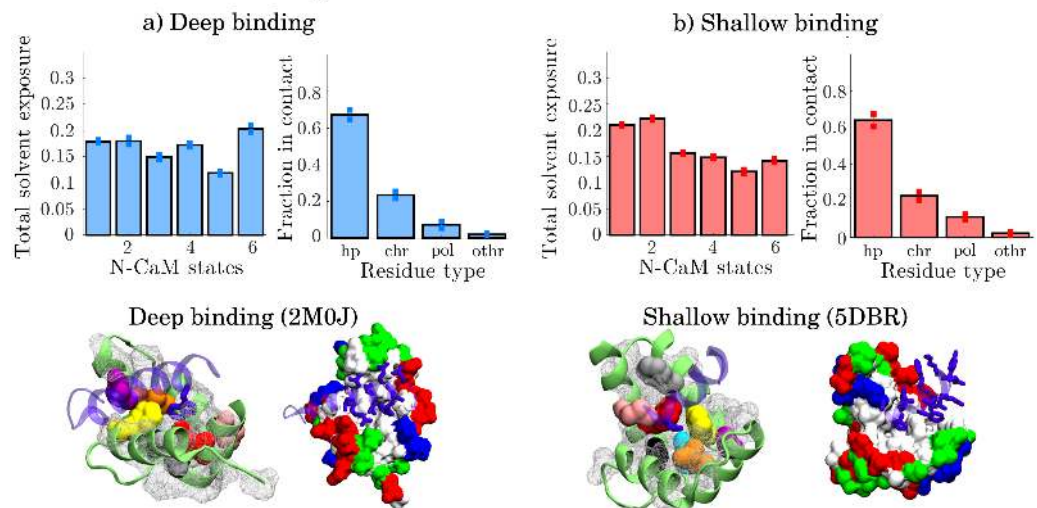 a) Deep binding
b) Shallow binding
Total solvent exposure
0.3
0.2
0.15
0.1
0.05
0
2 4 6
N-CaM states
Fraction in contact
0.8
0.6
0.4
0.2
0
hp chr pol othr
Residue type
Total solvent exposure
0.3
0.2
0.15
0.1
0.05
0
2 4 6
N-CaM states
Fraction in contact
0.8
0.6
0.4
0.2
0
hp chr pol othr
Residue type
Deep binding (2M0J)
Shallow binding (5DBR)